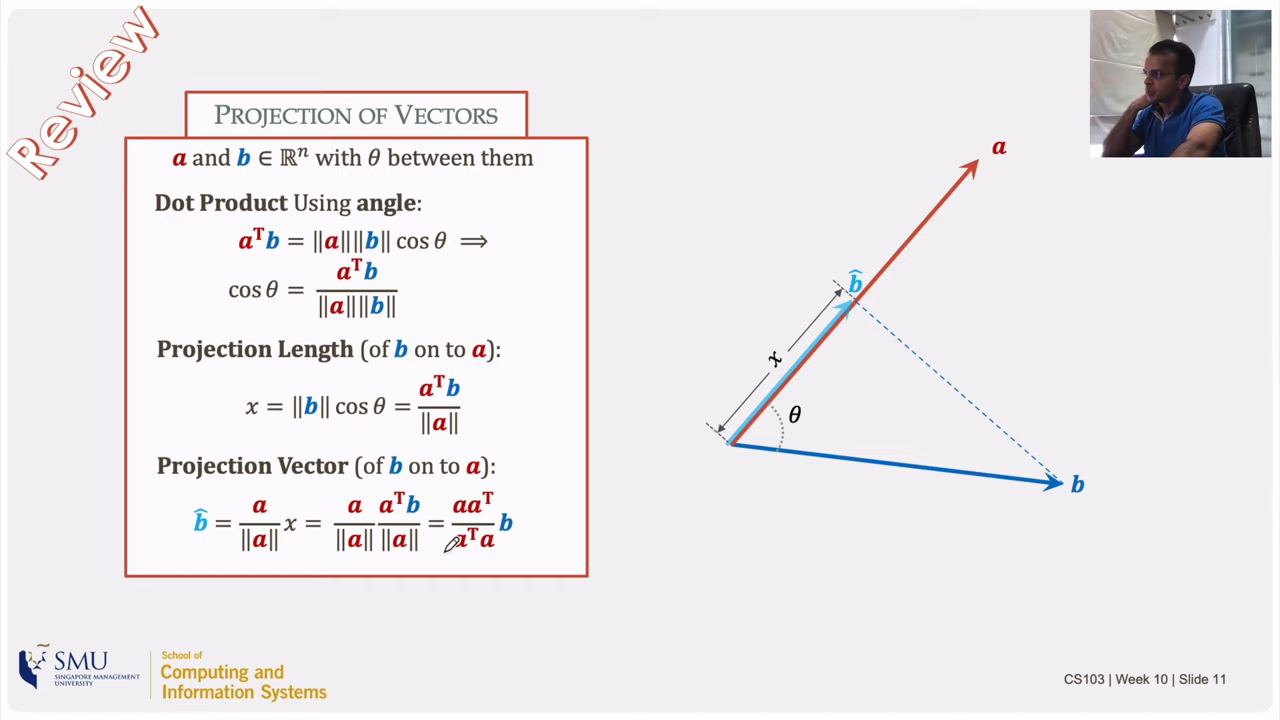 Review
PROJECTION OF VECTORS
a and b ∈ ℝⁿ with θ between them
Dot Product Using angle:
aᵀb = ‖a‖‖b‖ cos θ ⟹
cos θ = aᵀb / ‖a‖‖b‖
Projection Length (of b on to a):
x = ‖b‖ cos θ = aᵀb / ‖a‖
Projection Vector (of b on to a):
b̂ = a/‖a‖ x = a/‖a‖ aᵀb/‖a‖ = aaᵀ/aᵀa b
a
b̂
x
θ
b
SMU
SINGAPORE MANAGEMENT
UNIVERSITY
School of
Computing and
Information Systems
CS103 | Week 10 | Slide 11